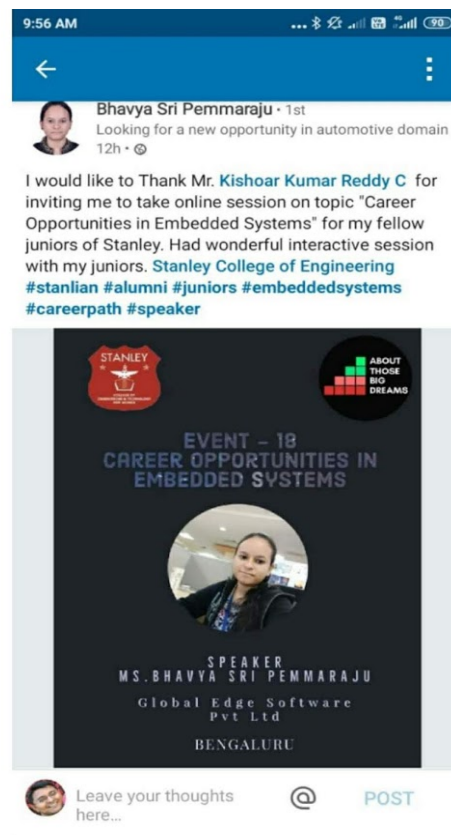 9:56 AM
90
Bhavya Sri Pemmaraju · 1st
Looking for a new opportunity in automotive domain
12h
I would like to Thank Mr. Kishoar Kumar Reddy C for
inviting me to take online session on topic "Career
Opportunities in Embedded Systems" for my fellow
juniors of Stanley. Had wonderful interactive session
with my juniors. Stanley College of Engineering
#stanlian #alumni #juniors #embeddedsystems
#careerpath #speaker
STANLEY
ABOUT
THOSE
BIG
DREAMS
EVENT – 18
CAREER OPPORTUNITIES IN
EMBEDDED SYSTEMS
SPEAKER
MS.BHAVYA SRI PEMMARAJU
Global Edge Software
Pvt Ltd
BENGALURU
Leave your thoughts
here...
@
POST